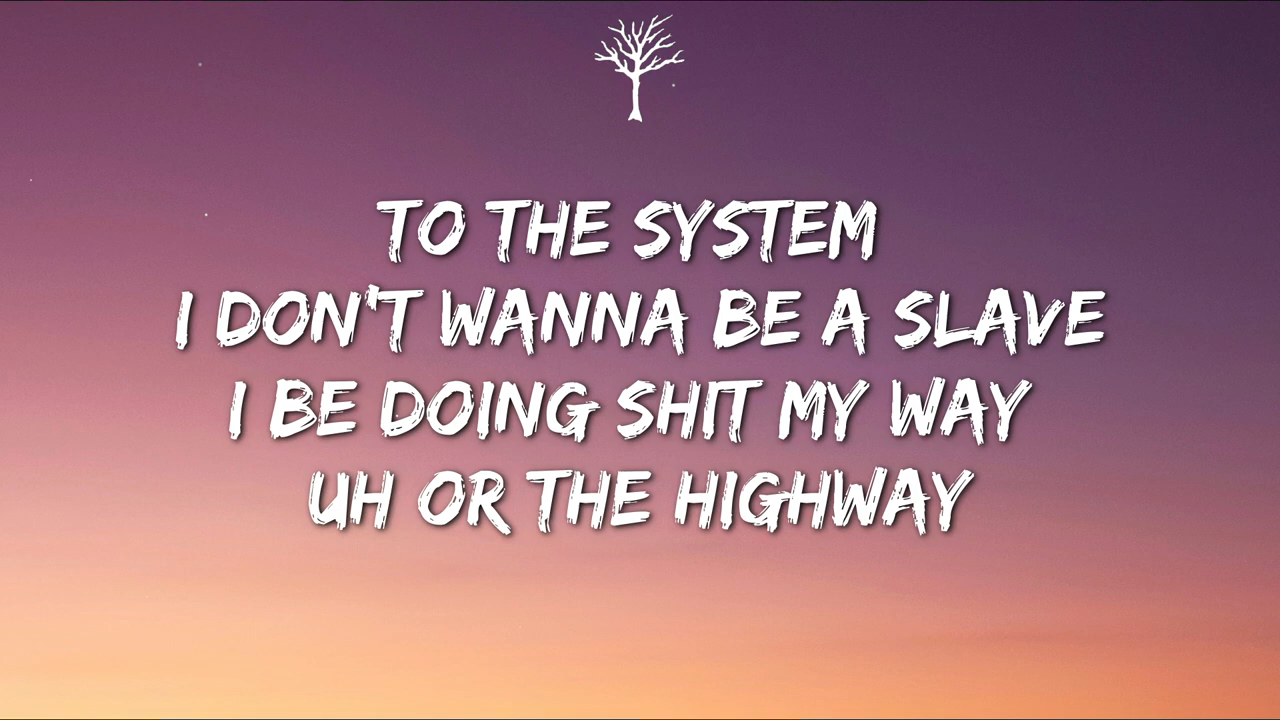 TO THE SYSTEM
I DON'T WANNA BE A SLAVE
I BE DOING SHIT MY WAY
UH OR THE HIGHWAY